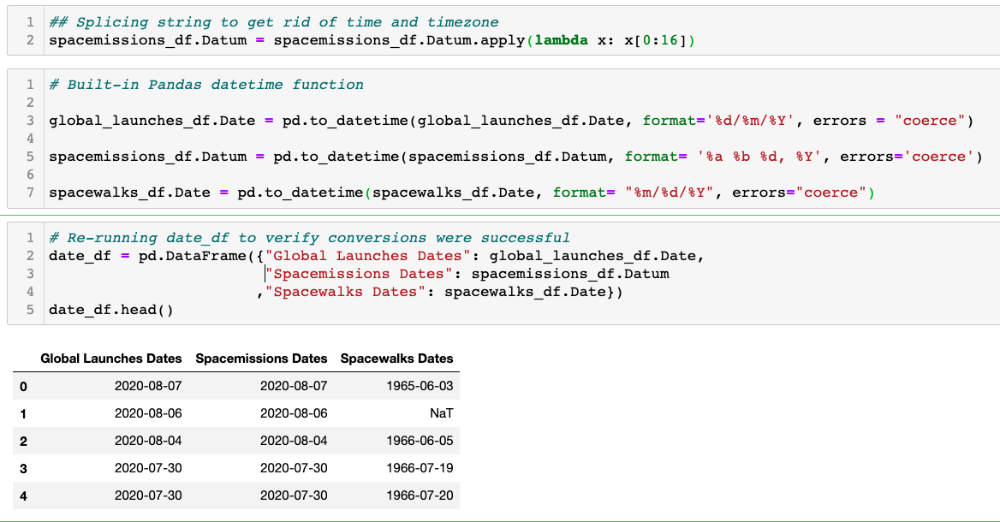 1 ## Splicing string to get rid of time and timezone
2 spacemissions_df.Datum = spacemissions_df.Datum.apply(lambda x: x[0:16])
1 # Built-in Pandas datetime function
2
3 global_launches_df.Date = pd.to_datetime(global_launches_df.Date, format='%d/%m/%Y', errors = "coerce")
4
5 spacemissions_df.Datum = pd.to_datetime(spacemissions_df.Datum, format= '%a %b %d, %Y', errors='coerce')
6
7 spacewalks_df.Date = pd.to_datetime(spacewalks_df.Date, format= "%m/%d/%Y", errors="coerce")
1 # Re-running date_df to verify conversions were successful
2 date_df = pd.DataFrame({"Global Launches Dates": global_launches_df.Date,
3 "Spacemissions Dates": spacemissions_df.Datum
4 ,"Spacewalks Dates": spacewalks_df.Date})
5 date_df.head()
Global Launches Dates Spacemissions Dates Spacewalks Dates
0 2020-08-07 2020-08-07 1965-06-03
1 2020-08-06 2020-08-06 NaT
2 2020-08-04 2020-08-04 1966-06-05
3 2020-07-30 2020-07-30 1966-07-19
4 2020-07-30 2020-07-30 1966-07-20